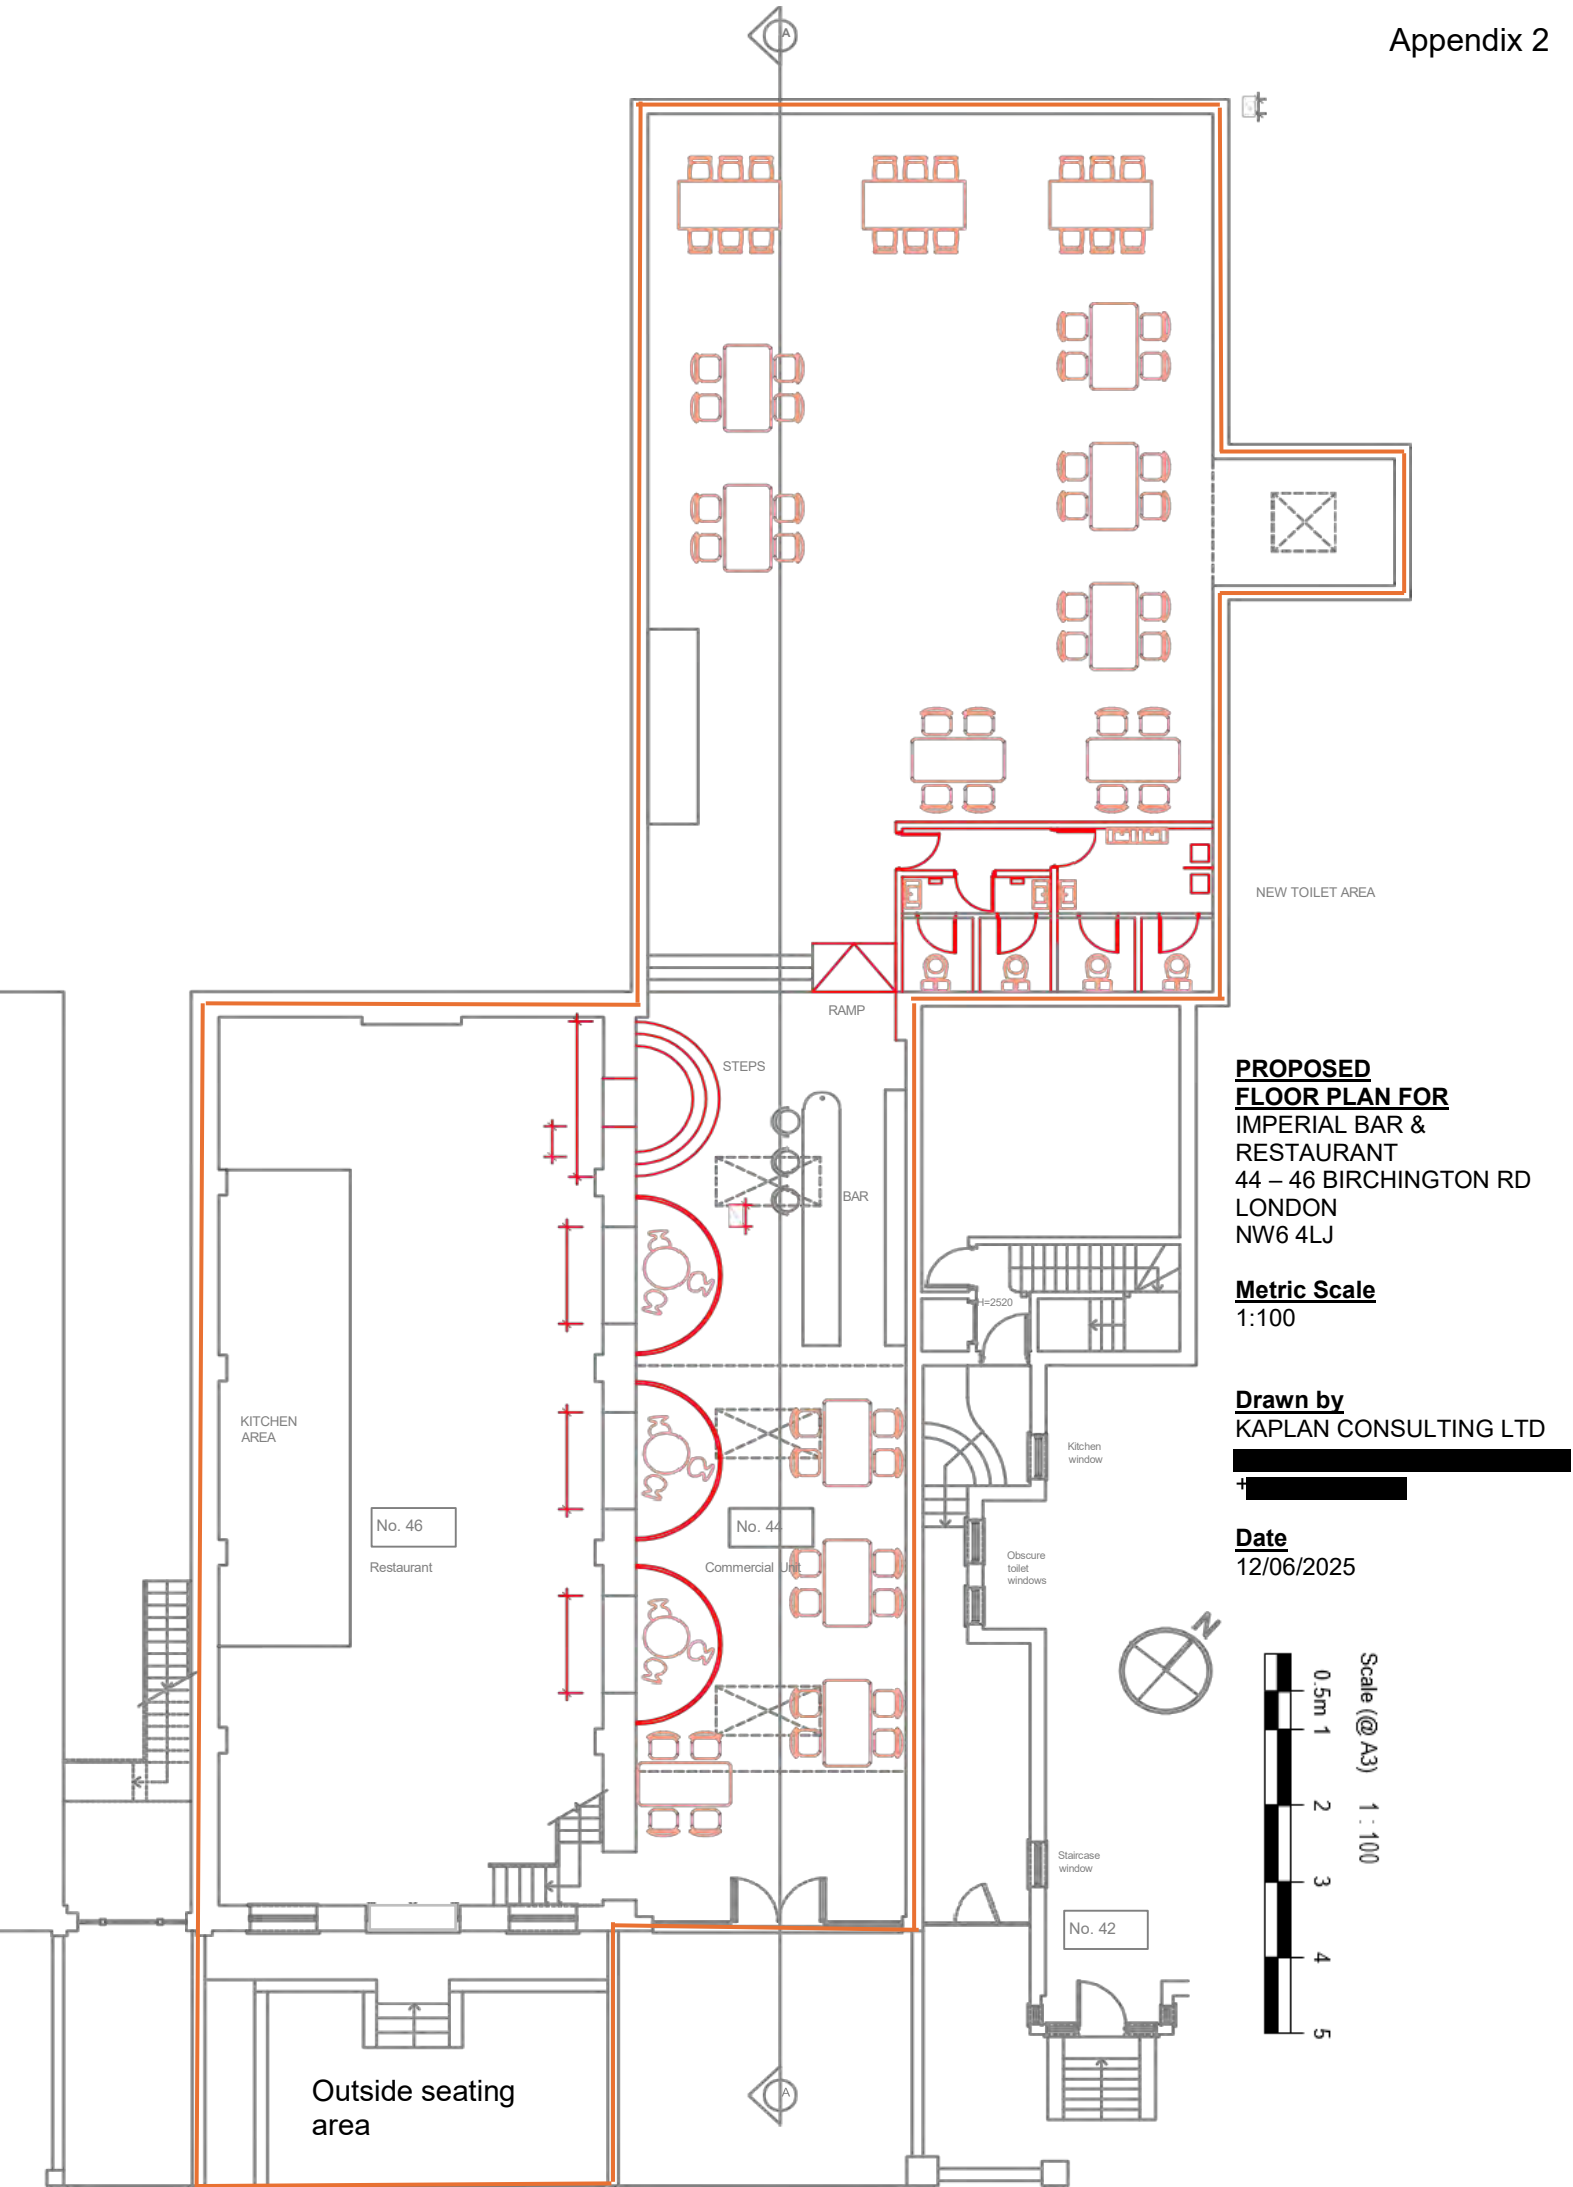 Appendix 2
A
NEW TOILET AREA
RAMP
STEPS
BAR
PROPOSED
FLOOR PLAN FOR
IMPERIAL BAR &
RESTAURANT
44 – 46 BIRCHINGTON RD
LONDON
NW6 4LJ
Metric Scale
1:100
H=2520
Drawn by
KAPLAN CONSULTING LTD
+
Date
12/06/2025
KITCHEN
AREA
Kitchen
window
No. 46
Restaurant
No. 44
Commercial Unit
Obscure
toilet
windows
N
Scale (@ A3) 1 : 100
0.5m 1 2 3 4 5
Staircase
window
No. 42
Outside seating
area
A